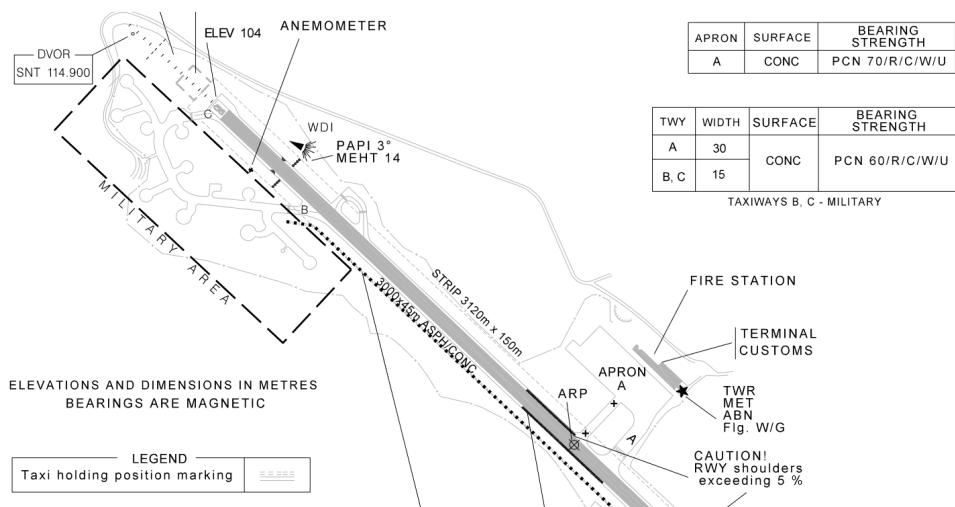 ELEV 104
ANEMOMETER
DVOR
SNT 114.900
C
WDI
PAPI 3°
MEHT 14
B
MILITARY AREA
3000x45m ASPH/CONC
STRIP 3120m x 150m
APRON SURFACE BEARING STRENGTH
A CONC PCN 70/R/C/W/U
TWY WIDTH SURFACE BEARING STRENGTH
A 30 CONC PCN 60/R/C/W/U
B, C 15
TAXIWAYS B, C - MILITARY
FIRE STATION
TERMINAL
CUSTOMS
APRON
A
ARP
TWR
MET
ABN
Flg. W/G
A
CAUTION!
RWY shoulders
exceeding 5 %
ELEVATIONS AND DIMENSIONS IN METRES
BEARINGS ARE MAGNETIC
LEGEND
Taxi holding position marking